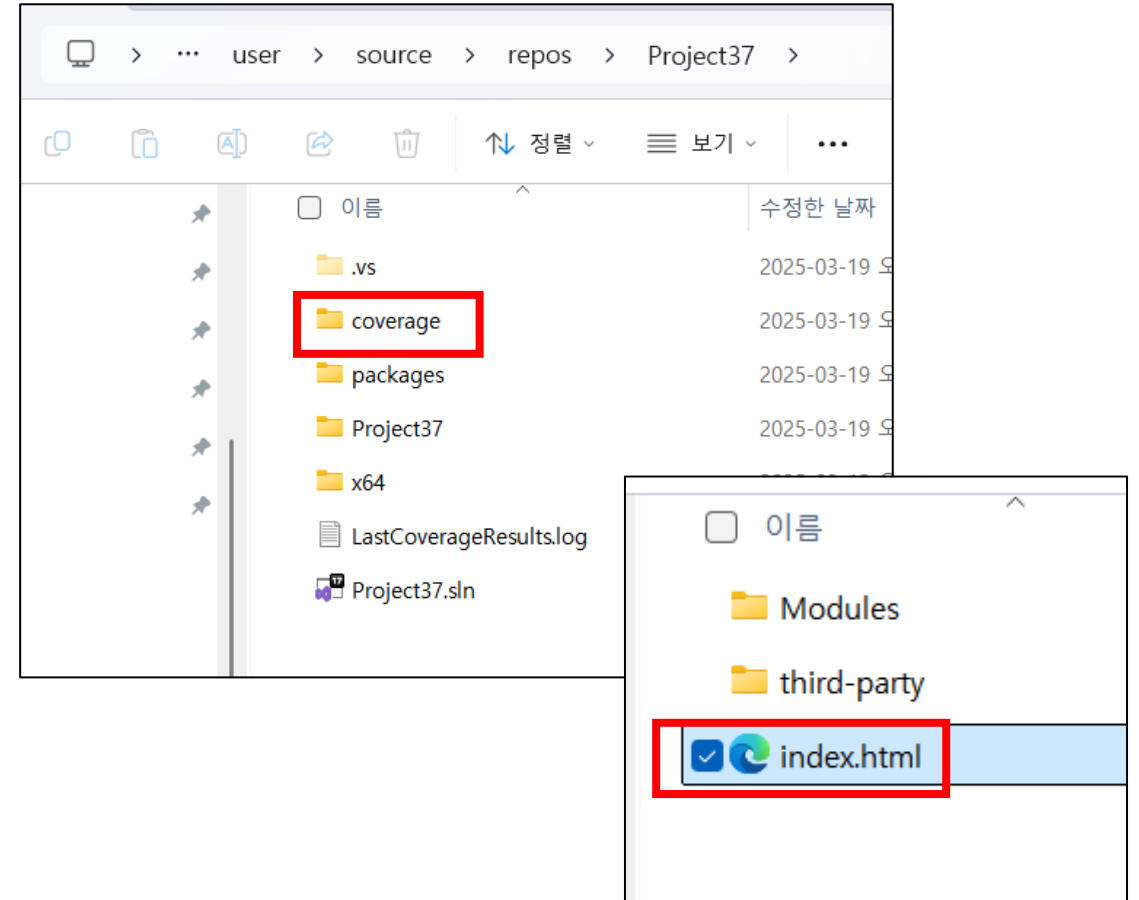 > ··· user > source > repos > Project37 >
정렬 보기 ···
이름 수정한 날짜
.vs 2025-03-19
coverage 2025-03-19
packages 2025-03-19
Project37 2025-03-19
x64
LastCoverageResults.log
Project37.sln
이름
Modules
third-party
index.html